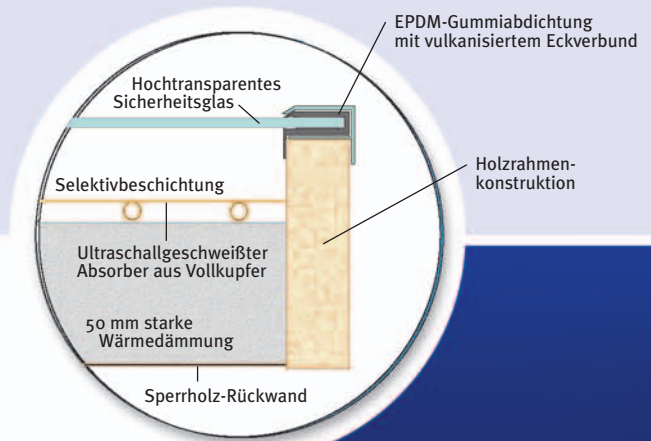 EPDM-Gummiabdichtung
mit vulkanisiertem Eckverbund
Hochtransparentes
Sicherheitsglas
Holzrahmen-
konstruktion
Selektivbeschichtung
Ultraschallgeschweißter
Absorber aus Vollkupfer
50 mm starke
Wärmedämmung
Sperrholz-Rückwand